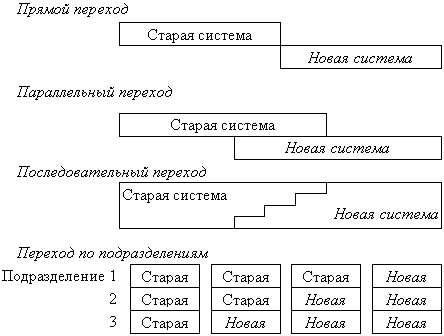 Прямой переход
Старая система
Новая система
Параллельный переход
Старая система
Новая система
Последовательный переход
Старая система
Новая система
Переход по подразделениям
Подразделение 1 Старая Старая Старая Новая
2 Старая Старая Новая Новая
3 Старая Новая Новая Новая